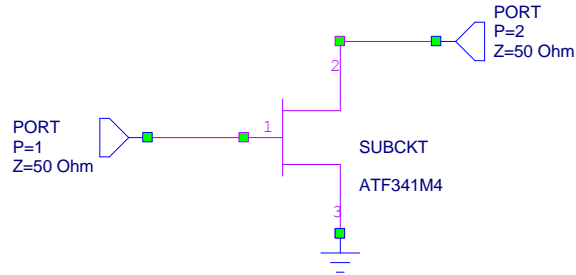 PORT
P=2
Z=50 Ohm
2
PORT
P=1
Z=50 Ohm
1
SUBCKT
ATF341M4
3